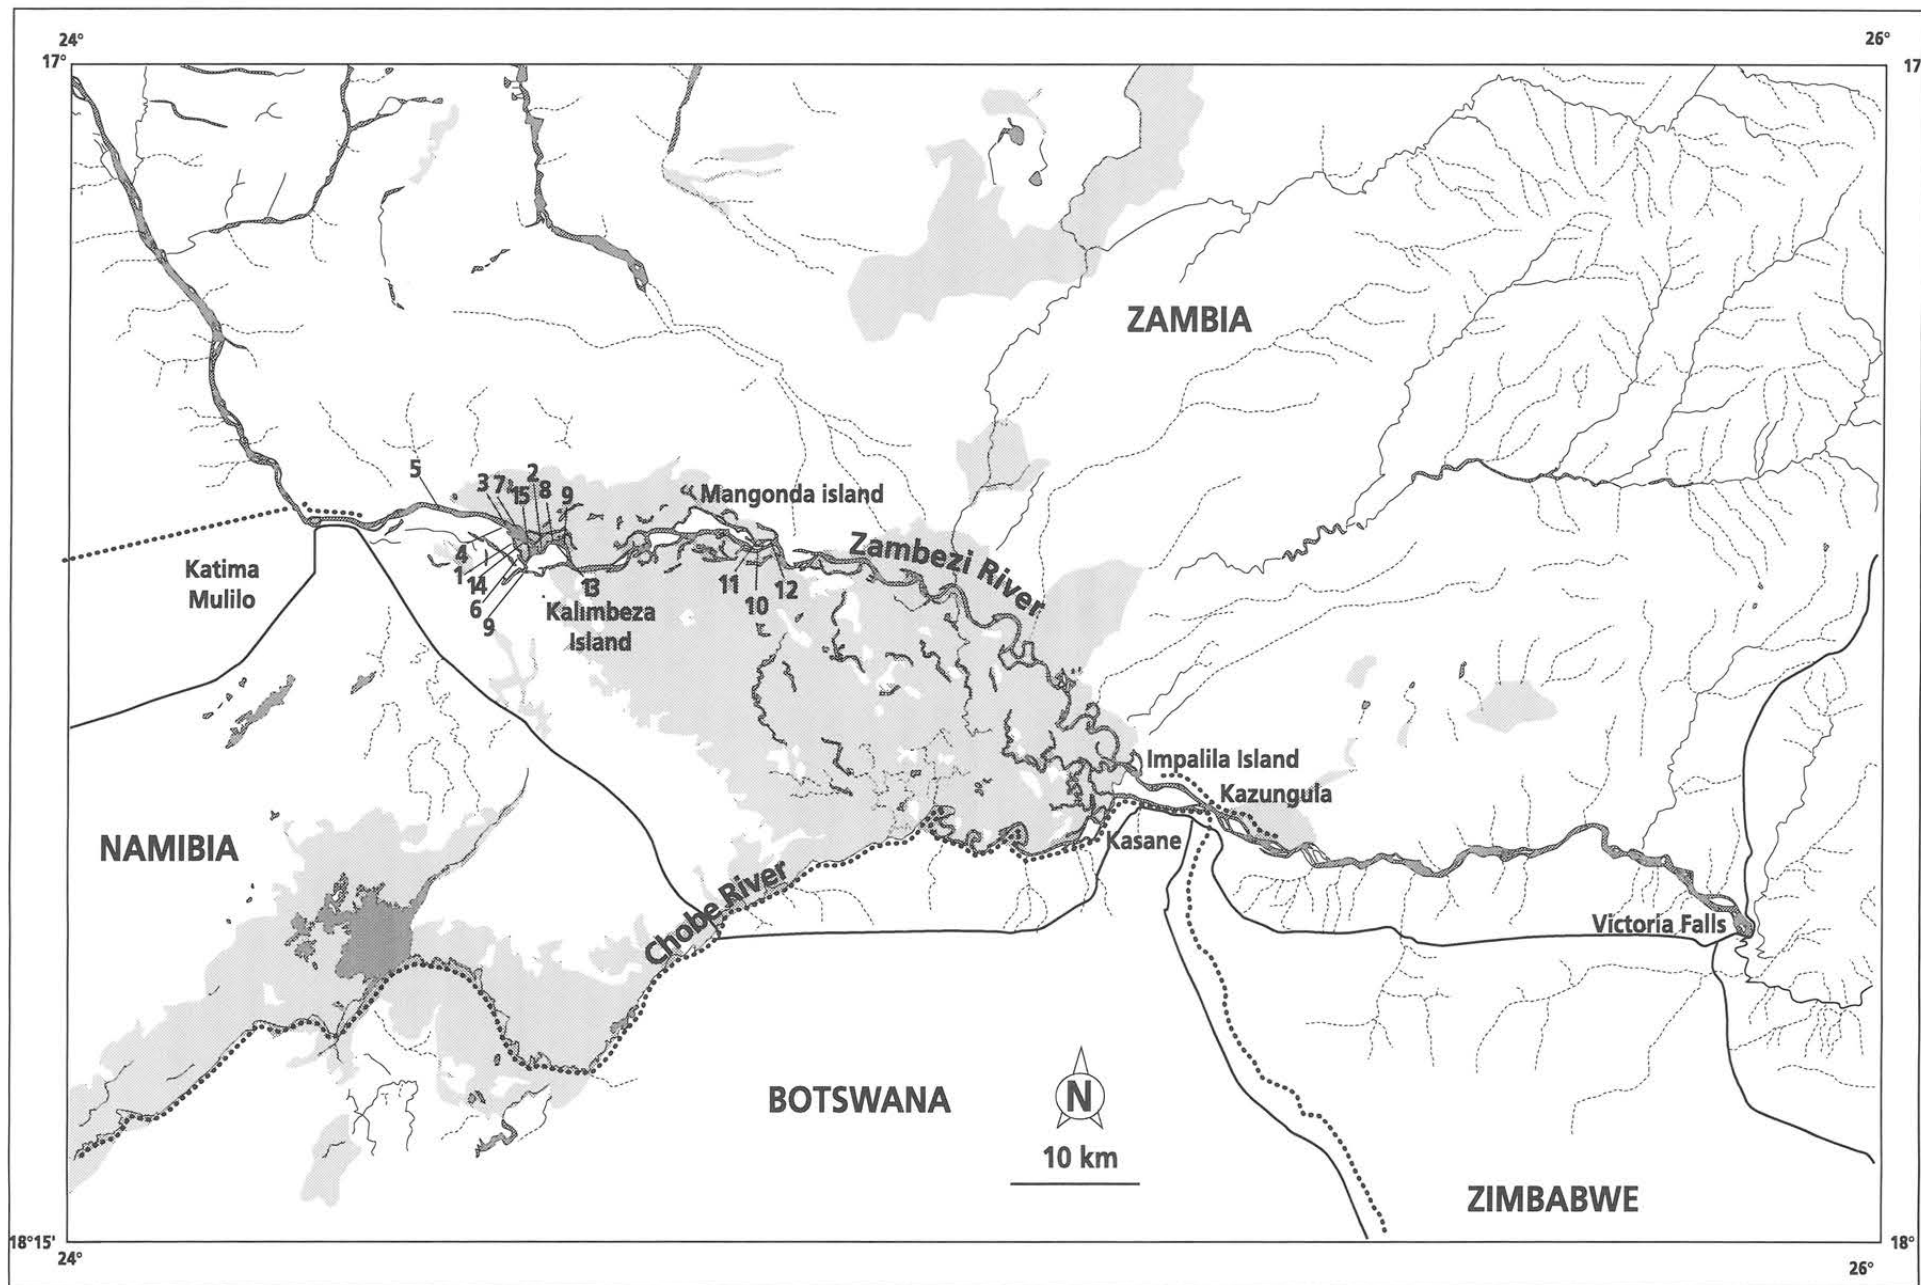 24°
26°
17°
17
ZAMBIA
5
3
7
15
2
8
9
Mangonda island
Zambezi River
4
1
14
6
9
13
11
10
12
Katima
Mulilo
Kalimbeza
Island
Impalila Island
Kazungula
Kasane
NAMIBIA
Chobe River
Victoria Falls
BOTSWANA
N
10 km
ZIMBABWE
18°15'
18°
24°
26°